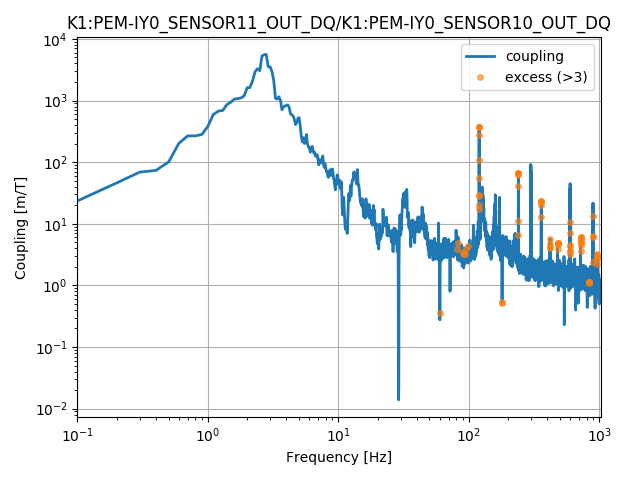 K1:PEM-IY0_SENSOR11_OUT_DQ/K1:PEM-IY0_SENSOR10_OUT_DQ
coupling
excess (>3)
Coupling [m/T]
10⁴
10³
10²
10¹
10⁰
10⁻¹
10⁻²
10⁻¹ 10⁰ 10¹ 10² 10³
Frequency [Hz]